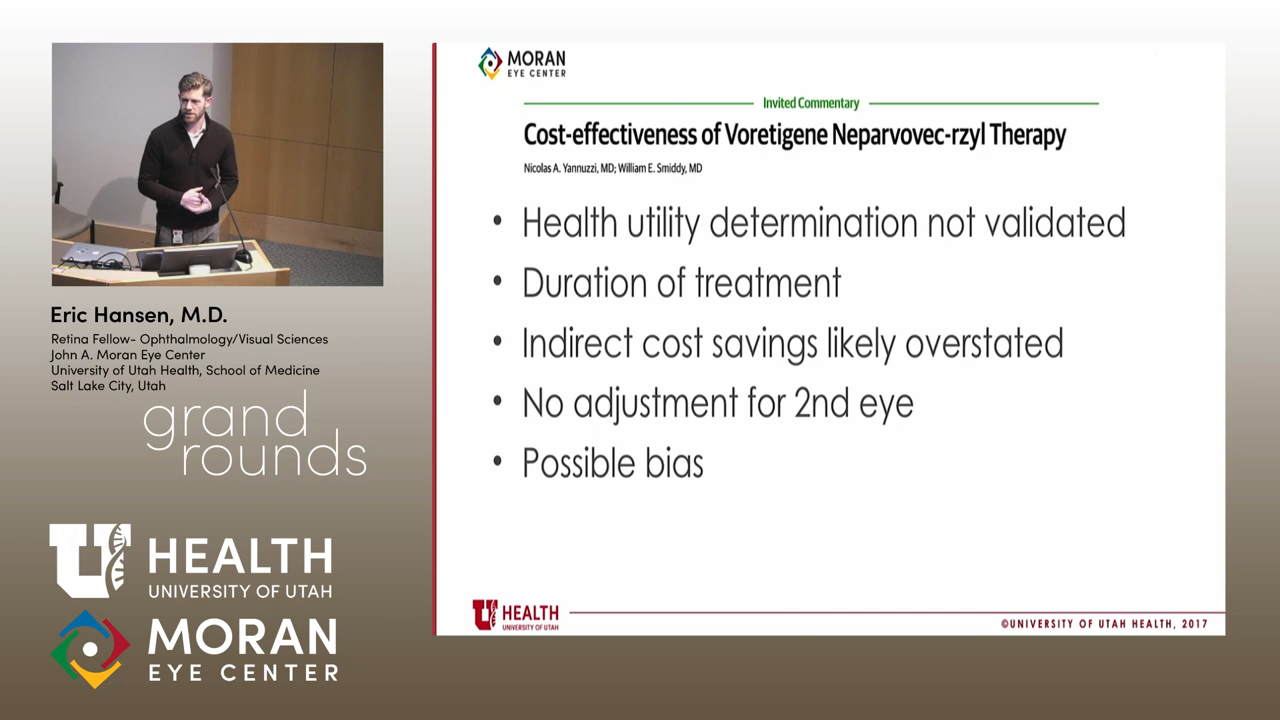 Eric Hansen, M.D.
Retina Fellow- Ophthalmology/Visual Sciences
John A. Moran Eye Center
University of Utah Health, School of Medicine
Salt Lake City, Utah
grand
rounds
U HEALTH
UNIVERSITY OF UTAH
MORAN
EYE CENTER
MORAN
EYE CENTER
Invited Commentary
Cost-effectiveness of Voretigene Neparvovec-rzyl Therapy
Nicolas A. Yannuzzi, MD; William E. Smiddy, MD
• Health utility determination not validated
• Duration of treatment
• Indirect cost savings likely overstated
• No adjustment for 2nd eye
• Possible bias
U HEALTH
UNIVERSITY OF UTAH
©UNIVERSITY OF UTAH HEALTH, 2017